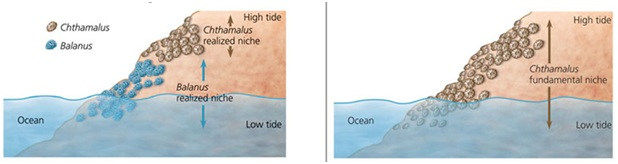 Chthamalus
Balanus
High tide
Chthamalus
realized niche
Balanus
realized niche
Ocean
Low tide
High tide
Chthamalus
fundamental niche
Ocean
Low tide